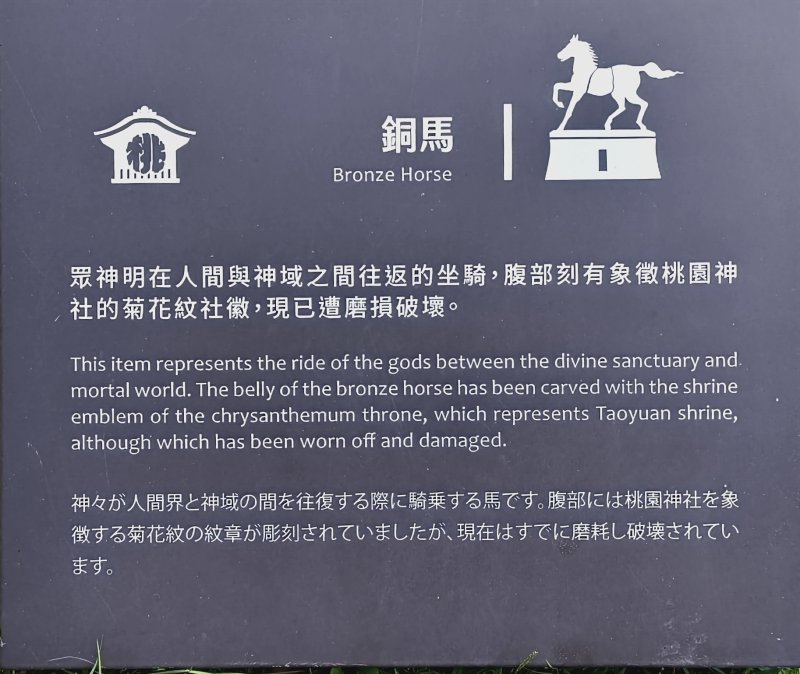 桃
銅馬
Bronze Horse
眾神明在人間與神域之間往返的坐騎，腹部刻有象徵桃園神
社的菊花紋社徽，現已遭磨損破壞。
This item represents the ride of the gods between the divine sanctuary and
mortal world. The belly of the bronze horse has been carved with the shrine
emblem of the chrysanthemum throne, which represents Taoyuan shrine,
although which has been worn off and damaged.
神々が人間界と神域の間を往復する際に騎乗する馬です。腹部には桃園神社を象
徴する菊花紋の紋章が彫刻されていましたが、現在はすでに磨耗し破壊されてい
ます。